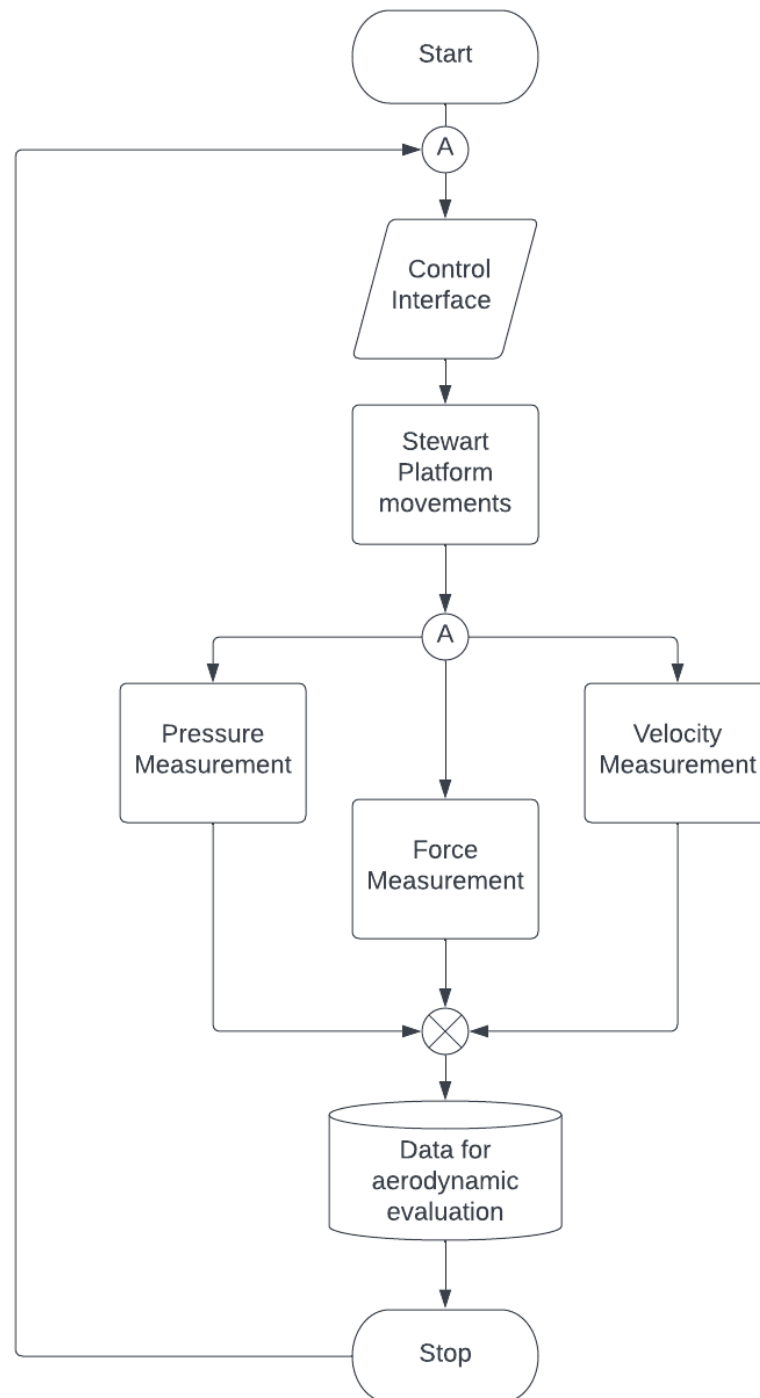 Start
A
Control
Interface
Stewart
Platform
movements
A
Pressure
Measurement
Velocity
Measurement
Force
Measurement
Data for
aerodynamic
evaluation
Stop